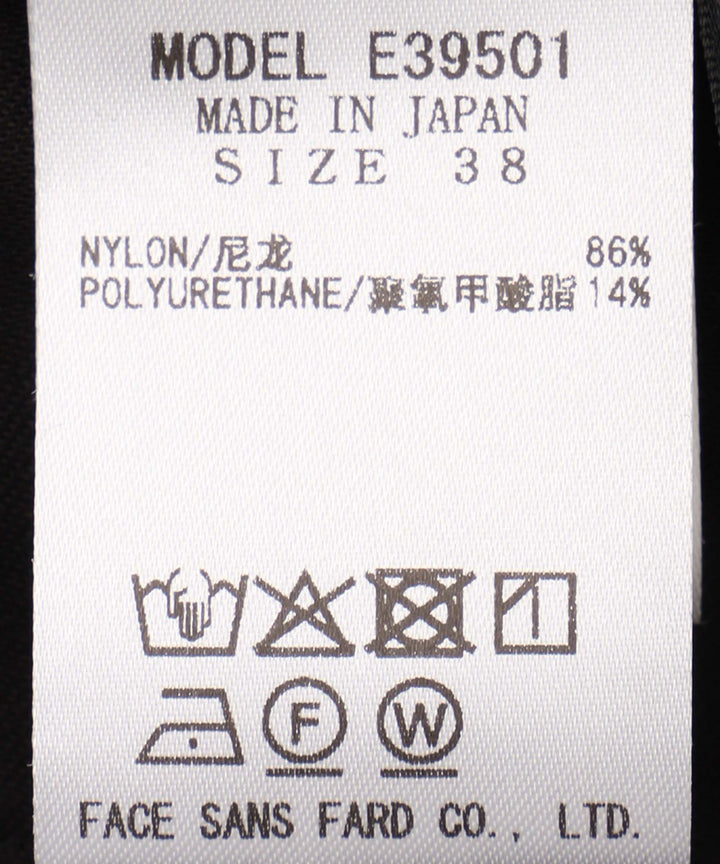 MODEL E39501
MADE IN JAPAN
SIZE 38
NYLON/尼龙 86%
POLYURETHANE/聚氰甲酸脂 14%
F W
FACE SANS FARD CO., LTD.